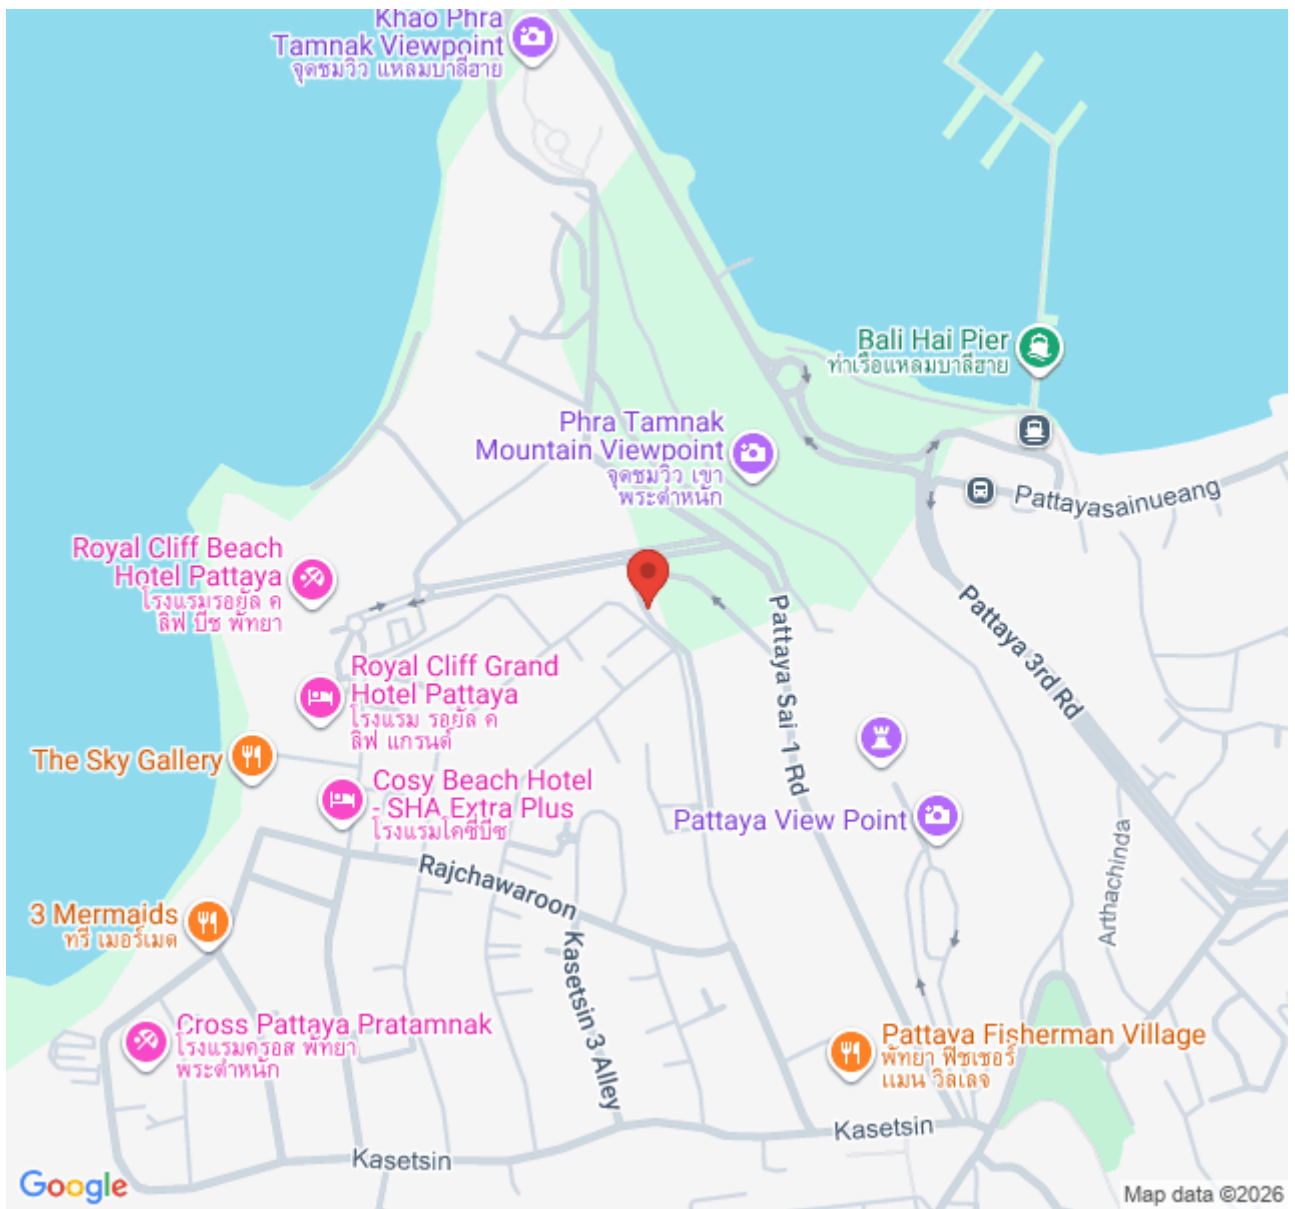 Khao Phra
Tamnak Viewpoint
จุดชมวิว แหลมบาลีฮาย
Bali Hai Pier
ท่าเรือแหลมบาลีฮาย
Phra Tamnak
Mountain Viewpoint
จุดชมวิว เขา
พระตำหนัก
Pattayasainueang
Royal Cliff Beach
Hotel Pattaya
โรงแรมรอยัล ค
ลิฟ บีช พัทยา
Pattaya Sai 1 Rd
Pattaya 3rd Rd
Royal Cliff Grand
Hotel Pattaya
โรงแรม รอยัล ค
ลิฟ แกรนด์
The Sky Gallery
Cosy Beach Hotel
- SHA Extra Plus
โรงแรมโคซี่บีช
Pattaya View Point
Arthachinda
Rajchawaroon
3 Mermaids
ทรี เมอร์เมด
Kasetsin 3 Alley
Cross Pattaya Pratamnak
โรงแรมครอส พัทยา
พระตำหนัก
Pattaya Fisherman Village
พัทยา ฟิชเชอร์
แมน วิลเลจ
Kasetsin
Kasetsin
Google
Map data ©2026